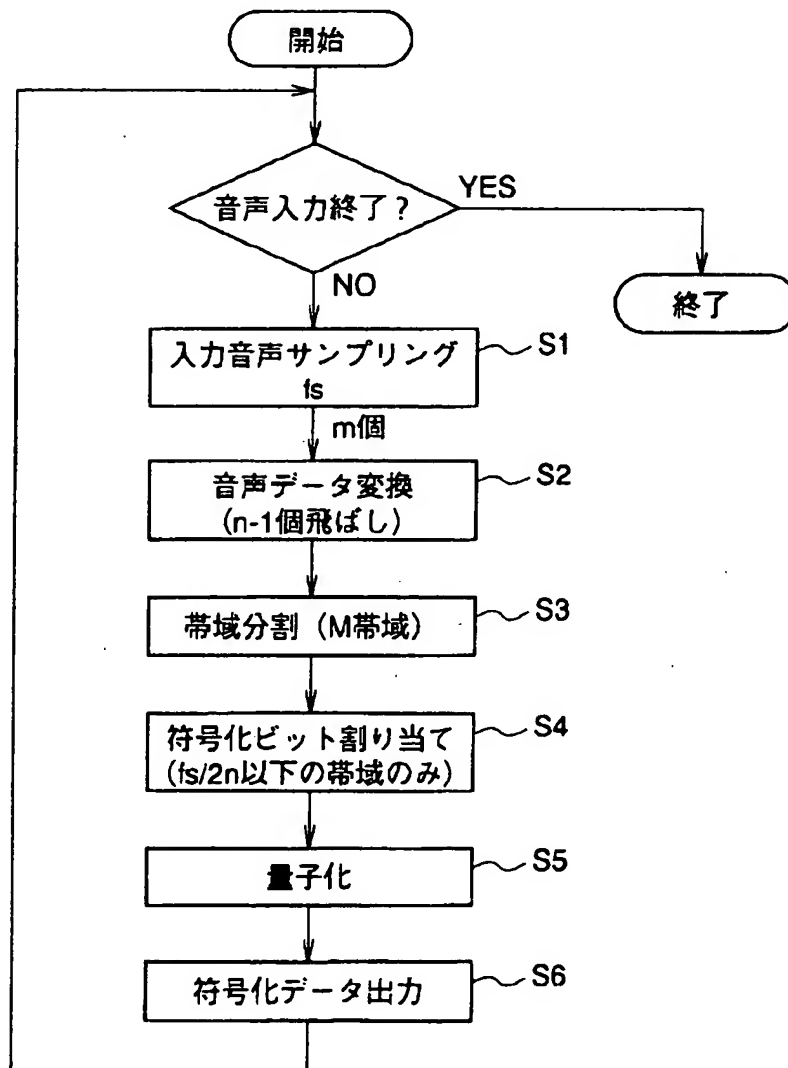 開始
音声入力終了？
YES
NO
終了
入力音声サンプリング
fs
S1
m個
音声データ変換
(n-1個飛ばし)
S2
帯域分割（M帯域）
S3
符号化ビット割り当て
(fs/2n以下の帯域のみ)
S4
量子化
S5
符号化データ出力
S6